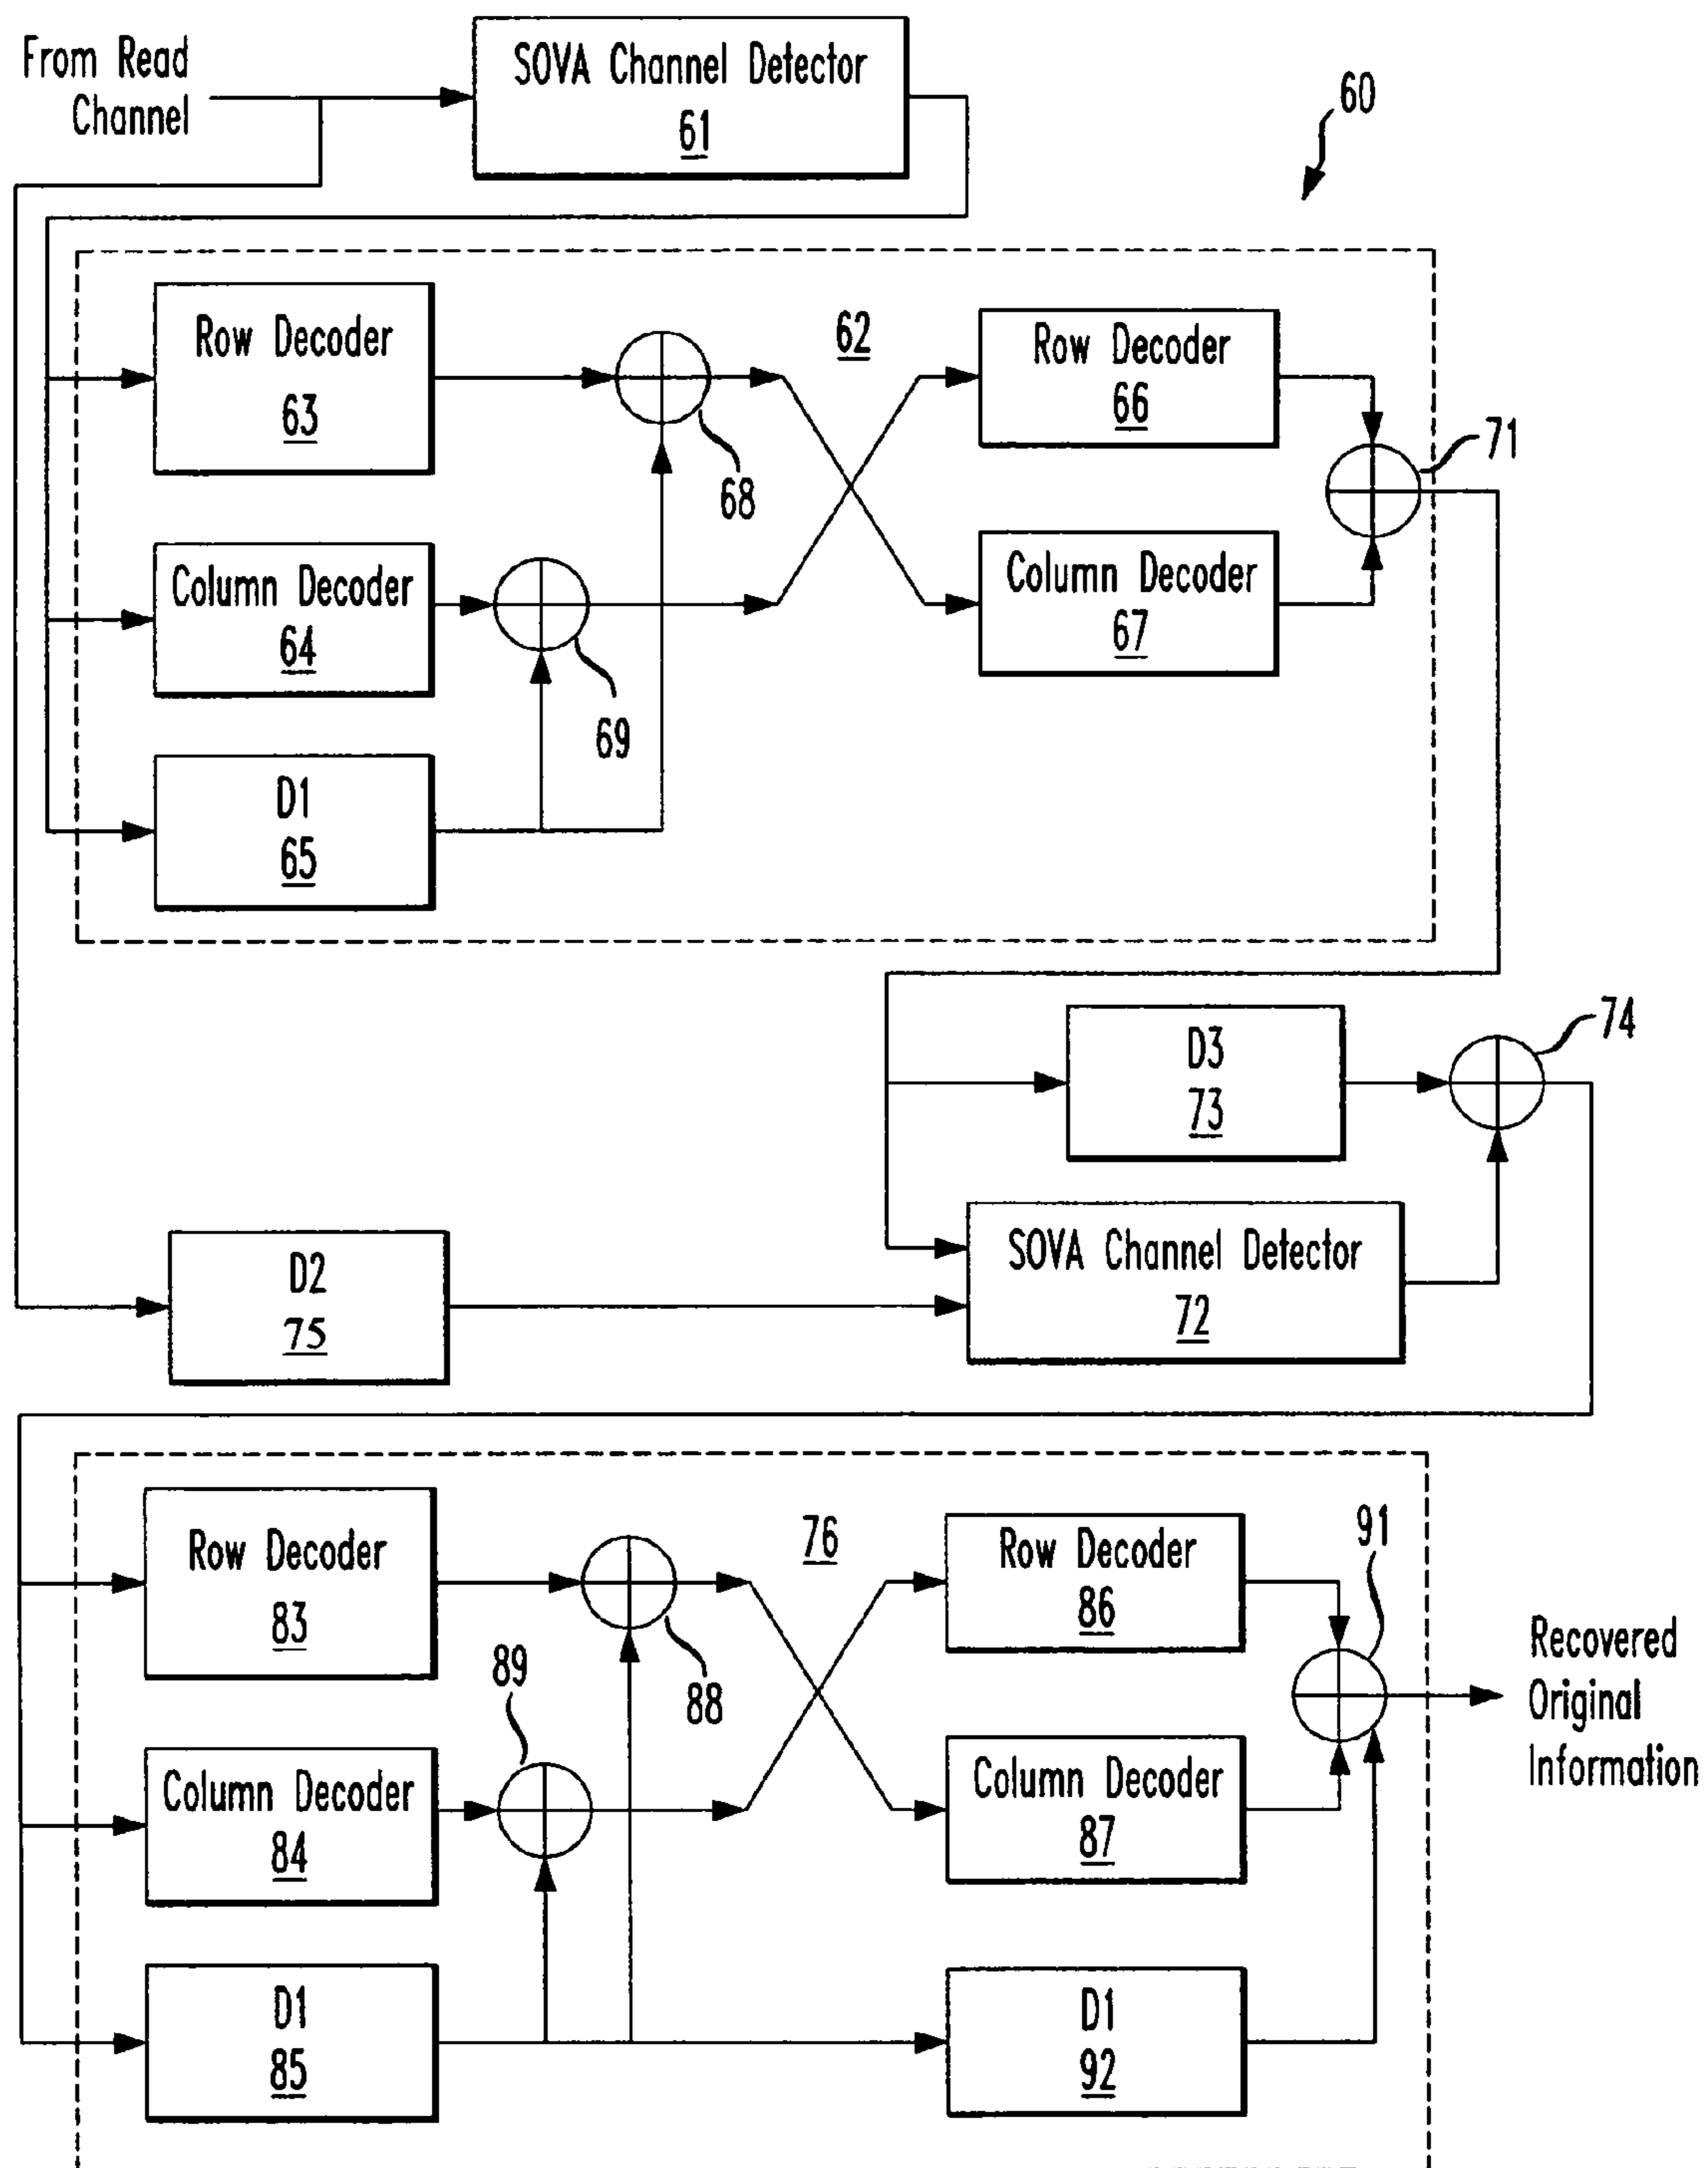 From Read
Channel
SOVA Channel Detector
61
60
Row Decoder
63
68
62
Row Decoder
66
71
Column Decoder
64
69
Column Decoder
67
D1
65
D3
73
74
D2
75
SOVA Channel Detector
72
Row Decoder
83
88
76
Row Decoder
86
91
89
Column Decoder
84
Column Decoder
87
Recovered
Original
Information
D1
85
D1
92